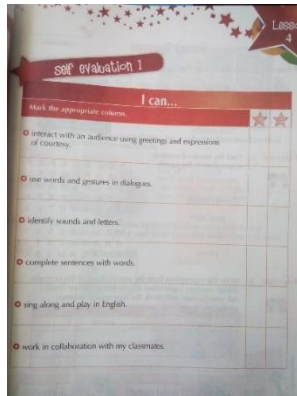 Lesson
4
self evaluation 1
I can...
Mark the appropriate column.
interact with an audience using greetings and expressions
of courtesy.
use words and gestures in dialogues.
identify sounds and letters.
complete sentences with words.
sing along and play in English.
work in collaboration with my classmates.